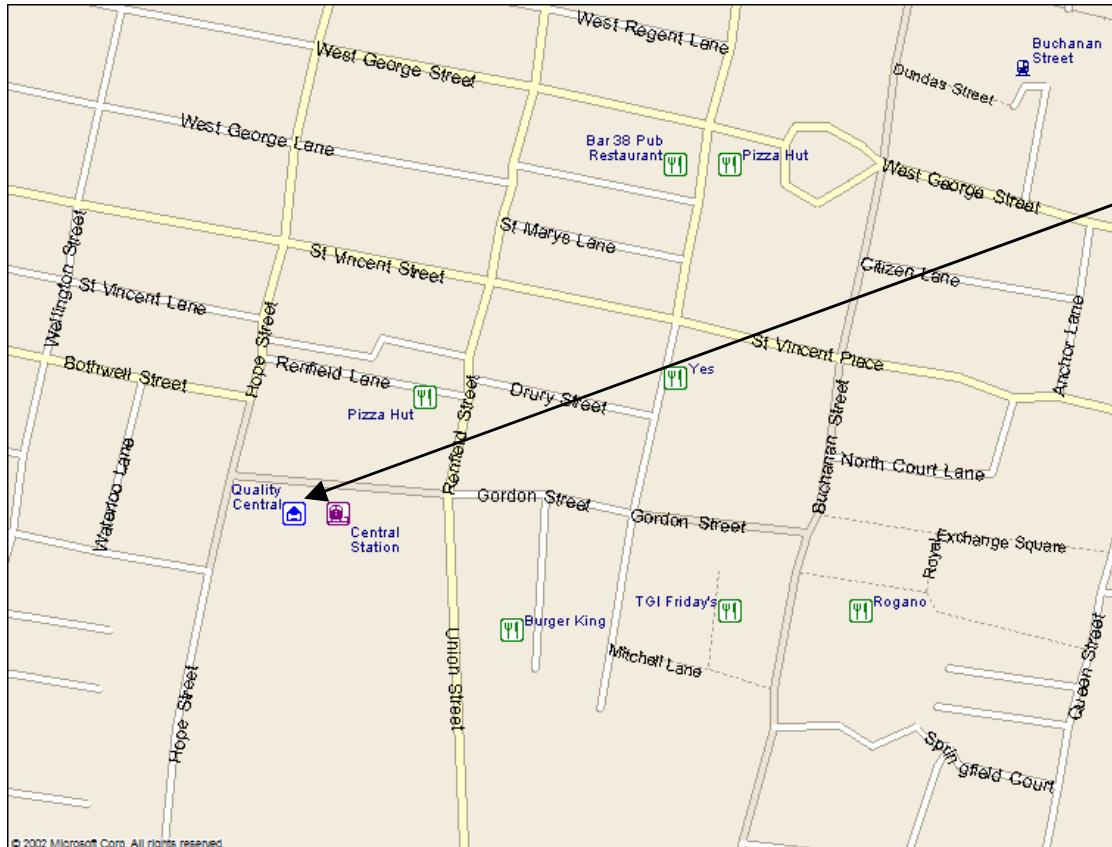 West Regent Lane
West George Street
Buchanan
Street
Dundas Street
West George Lane
Bar 38 Pub
Restaurant
Pizza Hut
West George Street
St Marys Lane
St Vincent Street
Citizen Lane
Wellington Street
St Vincent Lane
Hope Street
Anchor Lane
St Vincent Place
Bothwell Street
Renfield Lane
Yes
Drury Street
Pizza Hut
Renfield Street
Buchanan Street
North Court Lane
Waterloo Lane
Quality
Central
Gordon Street
Gordon Street
Central
Station
Exchange Square
Royal
TGI Friday's
Rogano
Burger King
Mitchell Lane
Union Street
Queen Street
Hope Street
Springfield Court
© 2002 Microsoft Corp. All rights reserved.